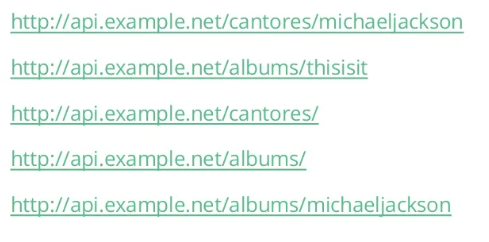 http://api.example.net/cantores/michaeljackson
http://api.example.net/albums/thisisit
http://api.example.net/cantores/
http://api.example.net/albums/
http://api.example.net/albums/michaeljackson